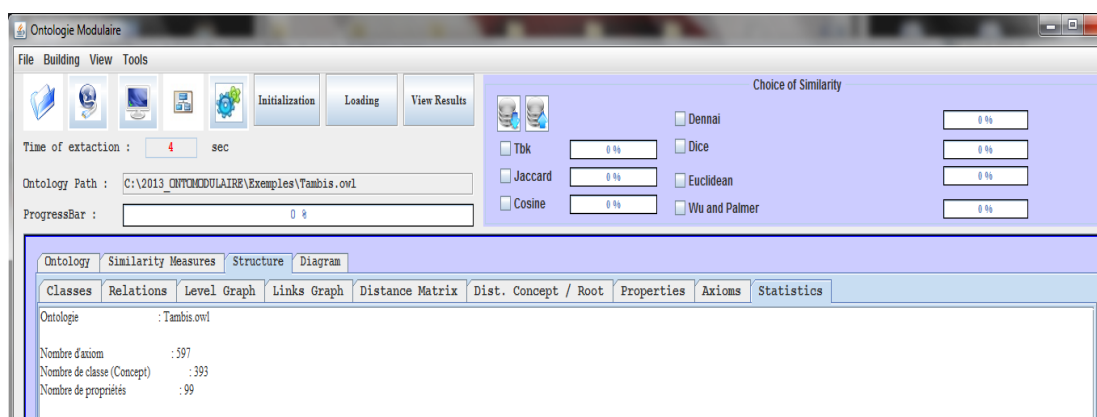 Ontologie Modulaire
File Building View Tools
Initialization Loading View Results
Time of extaction : 4 sec
Ontology Path : C:\2013_ONTOMODULAIRE\Exemples\Tambis.owl
ProgressBar : 0 %
Choice of Similarity
Tbk 0 %
Jaccard 0 %
Cosine 0 %
Dennai 0 %
Dice 0 %
Euclidean 0 %
Wu and Palmer 0 %
Ontology Similarity Measures Structure Diagram
Classes Relations Level Graph Links Graph Distance Matrix Dist. Concept / Root Properties Axioms Statistics
Ontologie : Tambis.owl
Nombre d'axiom : 597
Nombre de classe (Concept) : 393
Nombre de propriétés : 99